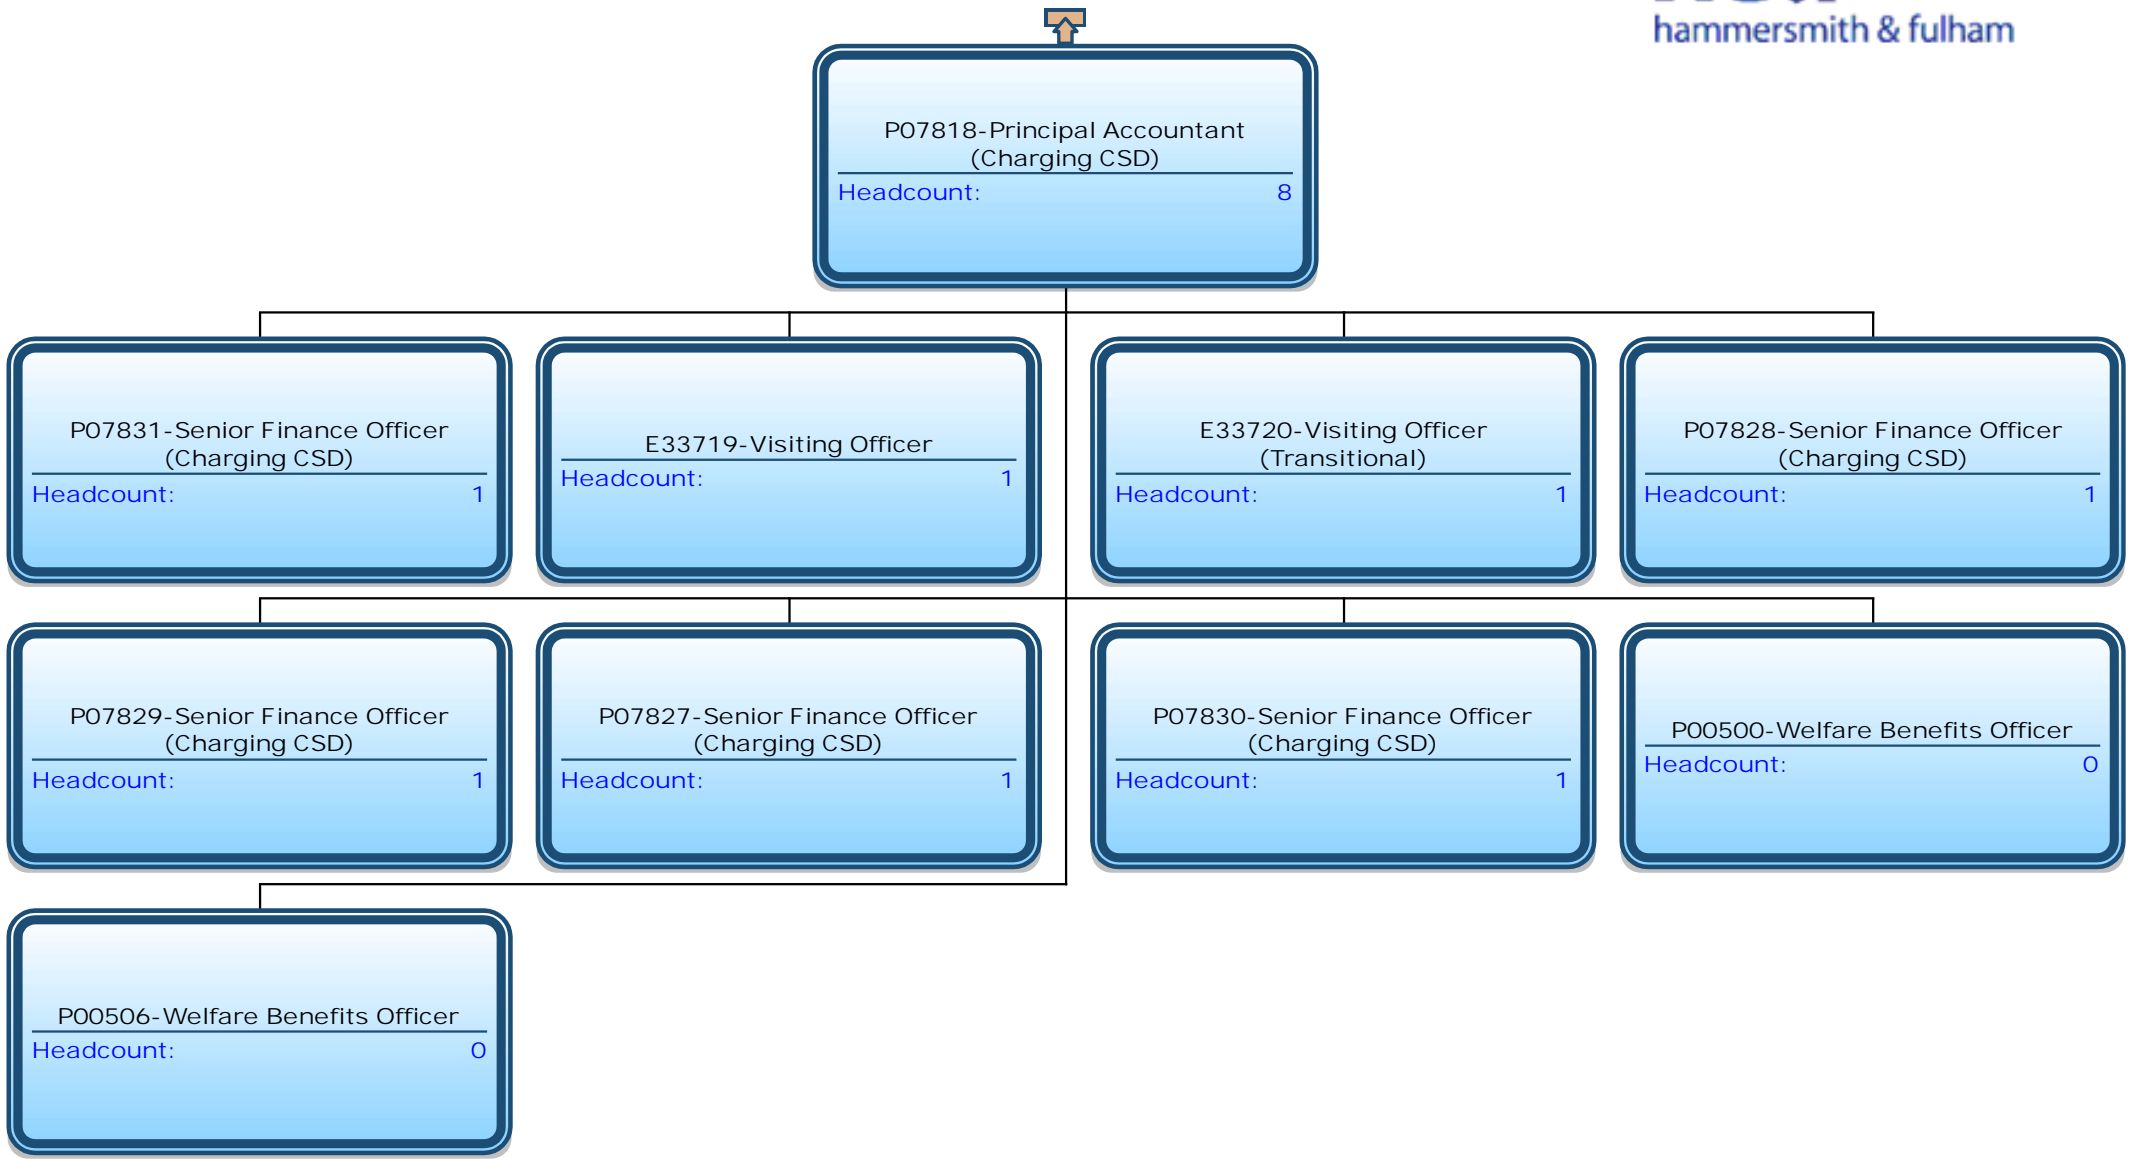 hammersmith & fulham
P07818-Principal Accountant
(Charging CSD)
Headcount: 8
P07831-Senior Finance Officer
(Charging CSD)
Headcount: 1
E33719-Visiting Officer
Headcount: 1
E33720-Visiting Officer
(Transitional)
Headcount: 1
P07828-Senior Finance Officer
(Charging CSD)
Headcount: 1
P07829-Senior Finance Officer
(Charging CSD)
Headcount: 1
P07827-Senior Finance Officer
(Charging CSD)
Headcount: 1
P07830-Senior Finance Officer
(Charging CSD)
Headcount: 1
P00500-Welfare Benefits Officer
Headcount: 0
P00506-Welfare Benefits Officer
Headcount: 0